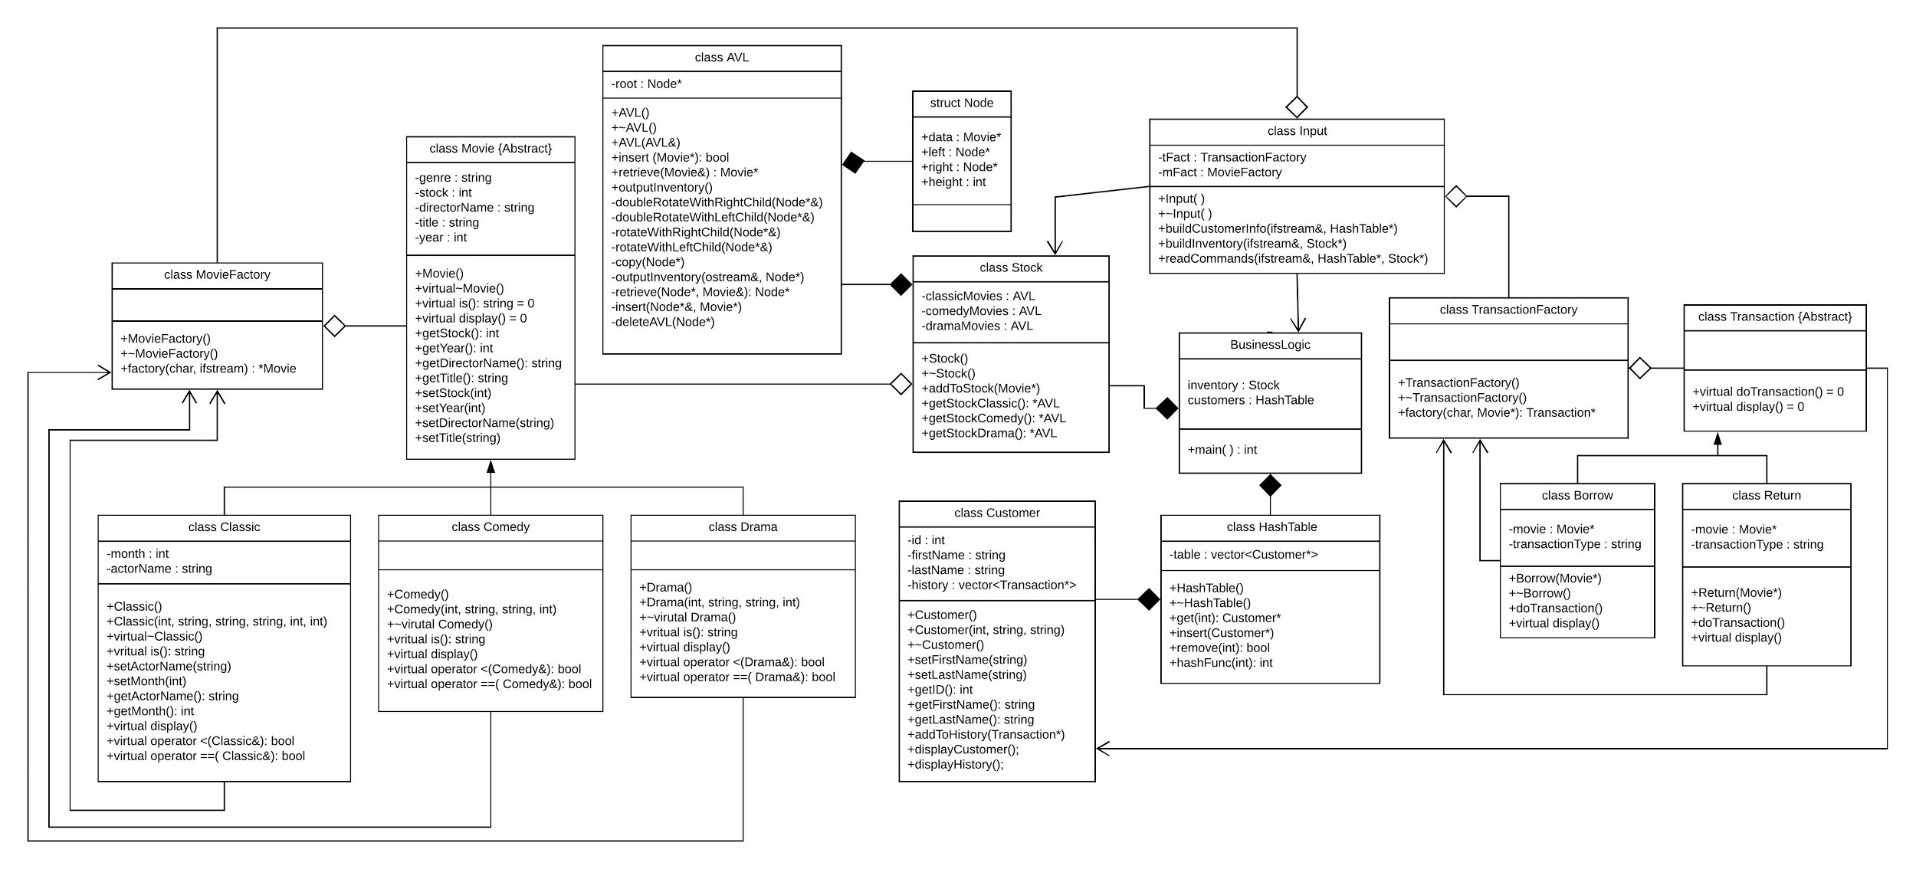 class AVL
-root : Node*
+AVL()
+~AVL()
+AVL(AVL&)
+insert (Movie*): bool
+retrieve(Movie&) : Movie*
+outputInventory()
-doubleRotateWithRightChild(Node*&)
-doubleRotateWithLeftChild(Node*&)
-rotateWithRightChild(Node*&)
-rotateWithLeftChild(Node*&)
-copy(Node*)
-outputInventory(ostream&, Node*)
-retrieve(Node*, Movie&): Node*
-insert(Node*&, Movie*)
-deleteAVL(Node*)
struct Node
+data : Movie*
+left : Node*
+right : Node*
+height : int
class Input
-tFact : TransactionFactory
-mFact : MovieFactory
+Input( )
+~Input( )
+buildCustomerInfo(ifstream&, HashTable*)
+buildInventory(ifstream&, Stock*)
+readCommands(ifstream&, HashTable*, Stock*)
class Movie {Abstract}
-genre : string
-stock : int
-directorName : string
-title : string
-year : int
+Movie()
+virtual~Movie()
+virtual is(): string = 0
+virtual display() = 0
+getStock(): int
+getYear(): int
+getDirectorName(): string
+getTitle(): string
+setStock(int)
+setYear(int)
+setDirectorName(string)
+setTitle(string)
class MovieFactory
+MovieFactory()
+~MovieFactory()
+factory(char, ifstream) : *Movie
class Stock
-classicMovies : AVL
-comedyMovies : AVL
-dramaMovies : AVL
+Stock()
+~Stock()
+addToStock(Movie*)
+getStockClassic(): *AVL
+getStockComedy(): *AVL
+getStockDrama(): *AVL
BusinessLogic
inventory : Stock
customers : HashTable
+main( ) : int
class TransactionFactory
+TransactionFactory()
+~TransactionFactory()
+factory(char, Movie*): Transaction*
class Transaction {Abstract}
+virtual doTransaction() = 0
+virtual display() = 0
class Classic
-month : int
-actorName : string
+Classic()
+Classic(int, string, string, string, int, int)
+virtual~Classic()
+vritual is(): string
+setActorName(string)
+setMonth(int)
+getActorName(): string
+getMonth(): int
+virtual display()
+virtual operator <(Classic&): bool
+virtual operator ==( Classic&): bool
class Comedy
+Comedy()
+Comedy(int, string, string, int)
+~virutal Comedy()
+vritual is(): string
+virtual display()
+virtual operator <(Comedy&): bool
+virtual operator ==( Comedy&): bool
class Drama
+Drama()
+Drama(int, string, string, int)
+~virutal Drama()
+vritual is(): string
+virtual display()
+virtual operator <(Drama&): bool
+virtual operator ==( Drama&): bool
class Customer
-id : int
-firstName : string
-lastName : string
-history : vector<Transaction*>
+Customer()
+Customer(int, string, string)
+~Customer()
+setFirstName(string)
+setLastName(string)
+getID(): int
+getFirstName(): string
+getLastName(): string
+addToHistory(Transaction*)
+displayCustomer();
+displayHistory();
class HashTable
-table : vector<Customer*>
+HashTable()
+~HashTable()
+get(int): Customer*
+insert(Customer*)
+remove(int): bool
+hashFunc(int): int
class Borrow
-movie : Movie*
-transactionType : string
+Borrow(Movie*)
+~Borrow()
+doTransaction()
+virtual display()
class Return
-movie : Movie*
-transactionType : string
+Return(Movie*)
+~Return()
+doTransaction()
+virtual display()